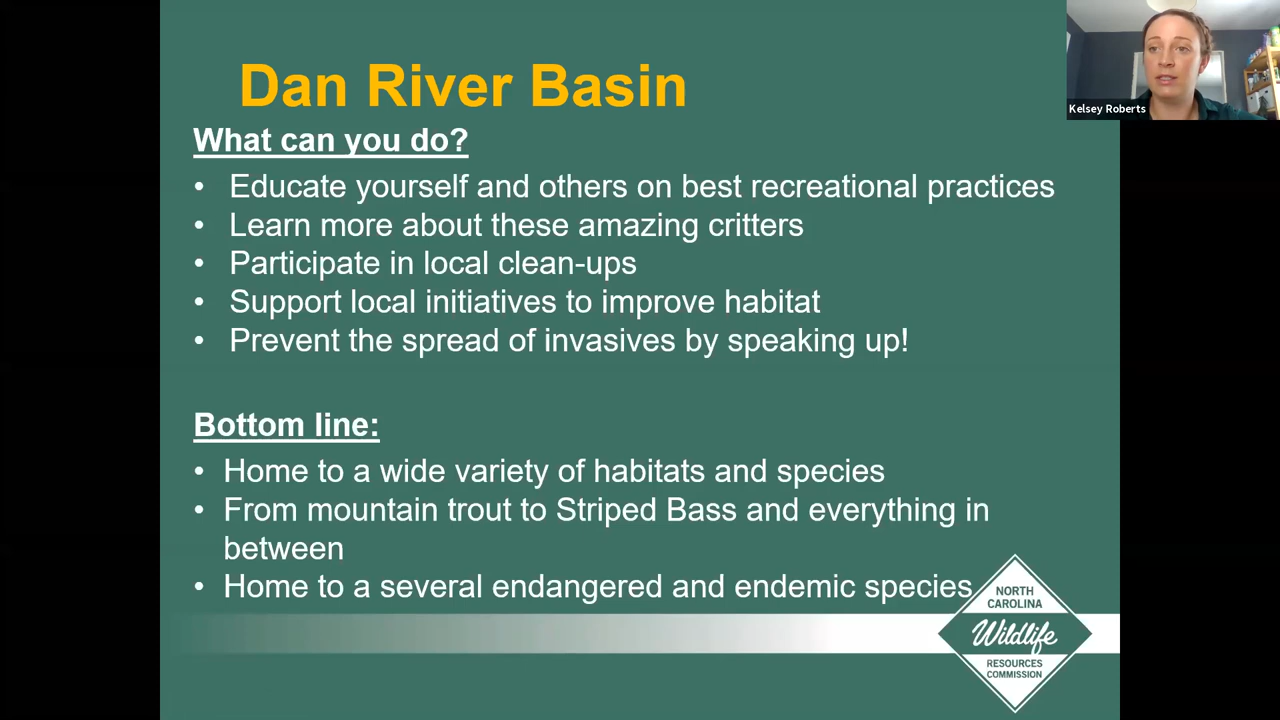 Dan River Basin
Kelsey Roberts
What can you do?
• Educate yourself and others on best recreational practices
• Learn more about these amazing critters
• Participate in local clean-ups
• Support local initiatives to improve habitat
• Prevent the spread of invasives by speaking up!
Bottom line:
• Home to a wide variety of habitats and species
• From mountain trout to Striped Bass and everything in
between
• Home to a several endangered and endemic species
NORTH
CAROLINA
Wildlife
RESOURCES
COMMISSION